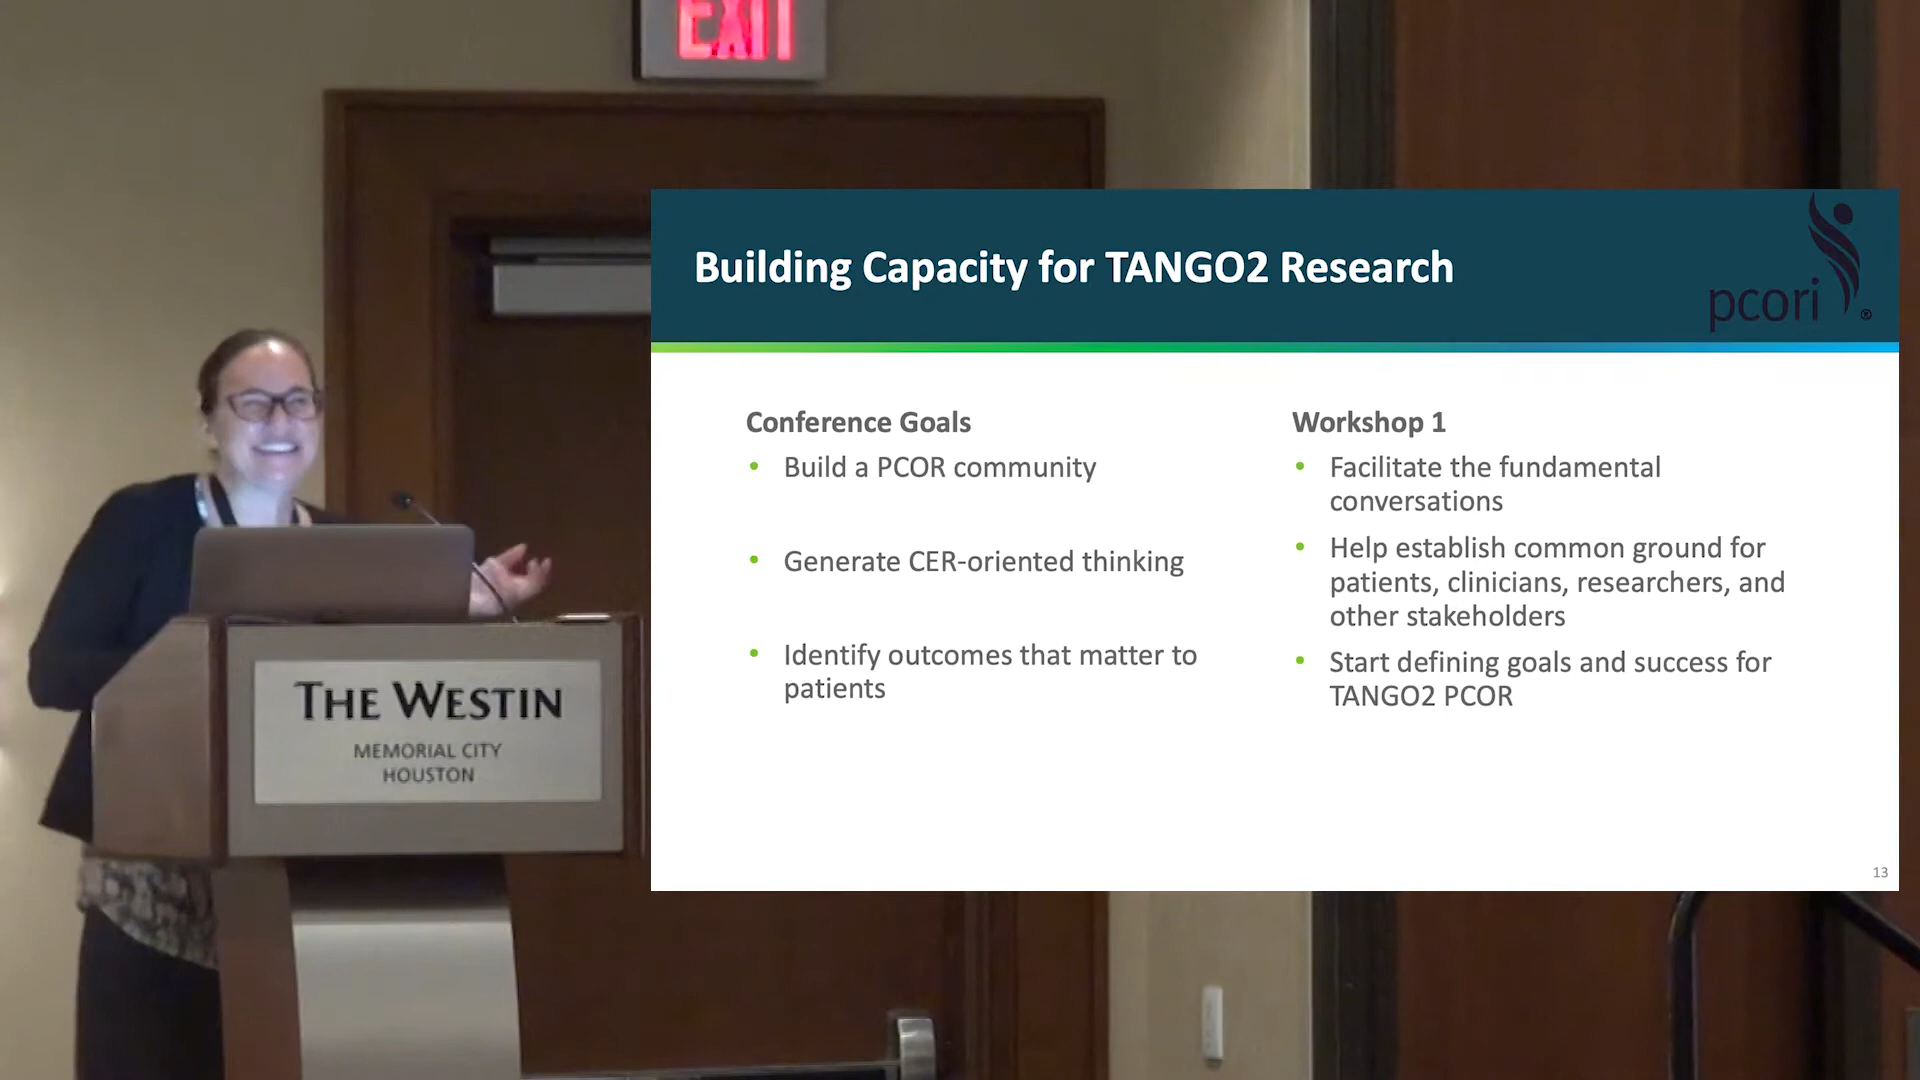 EXIT
Building Capacity for TANGO2 Research
pcori
®
Conference Goals
• Build a PCOR community
• Generate CER-oriented thinking
• Identify outcomes that matter to
patients
Workshop 1
• Facilitate the fundamental
conversations
• Help establish common ground for
patients, clinicians, researchers, and
other stakeholders
• Start defining goals and success for
TANGO2 PCOR
13
THE WESTIN
MEMORIAL CITY
HOUSTON